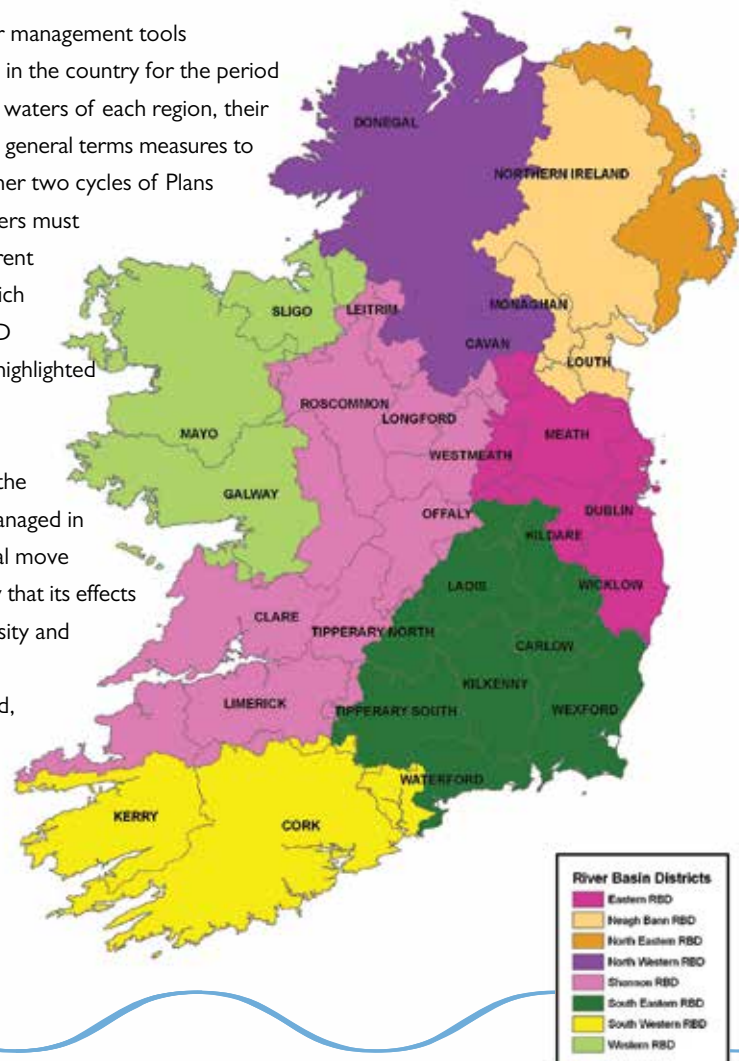 r management tools
in the country for the period
waters of each region, their
general terms measures to
her two cycles of Plans
ers must
rent
ich
D
highlighted
the
anaged in
al move
that its effects
sity and
d,
DONEGAL
NORTHERN IRELAND
MONAGHAN
SLIGO
LEITRIM
CAVAN
LOUTH
ROSCOMMON
LONGFORD
MAYO
MEATH
WESTMEATH
GALWAY
OFFALY
DUBLIN
KILDARE
LAOIS
WICKLOW
CLARE
TIPPERARY NORTH
CARLOW
KILKENNY
LIMERICK
TIPPERARY SOUTH
WEXFORD
WATERFORD
KERRY
CORK
River Basin Districts
Eastern RBD
Neagh Bann RBD
North Eastern RBD
North Western RBD
Shannon RBD
South Eastern RBD
South Western RBD
Western RBD